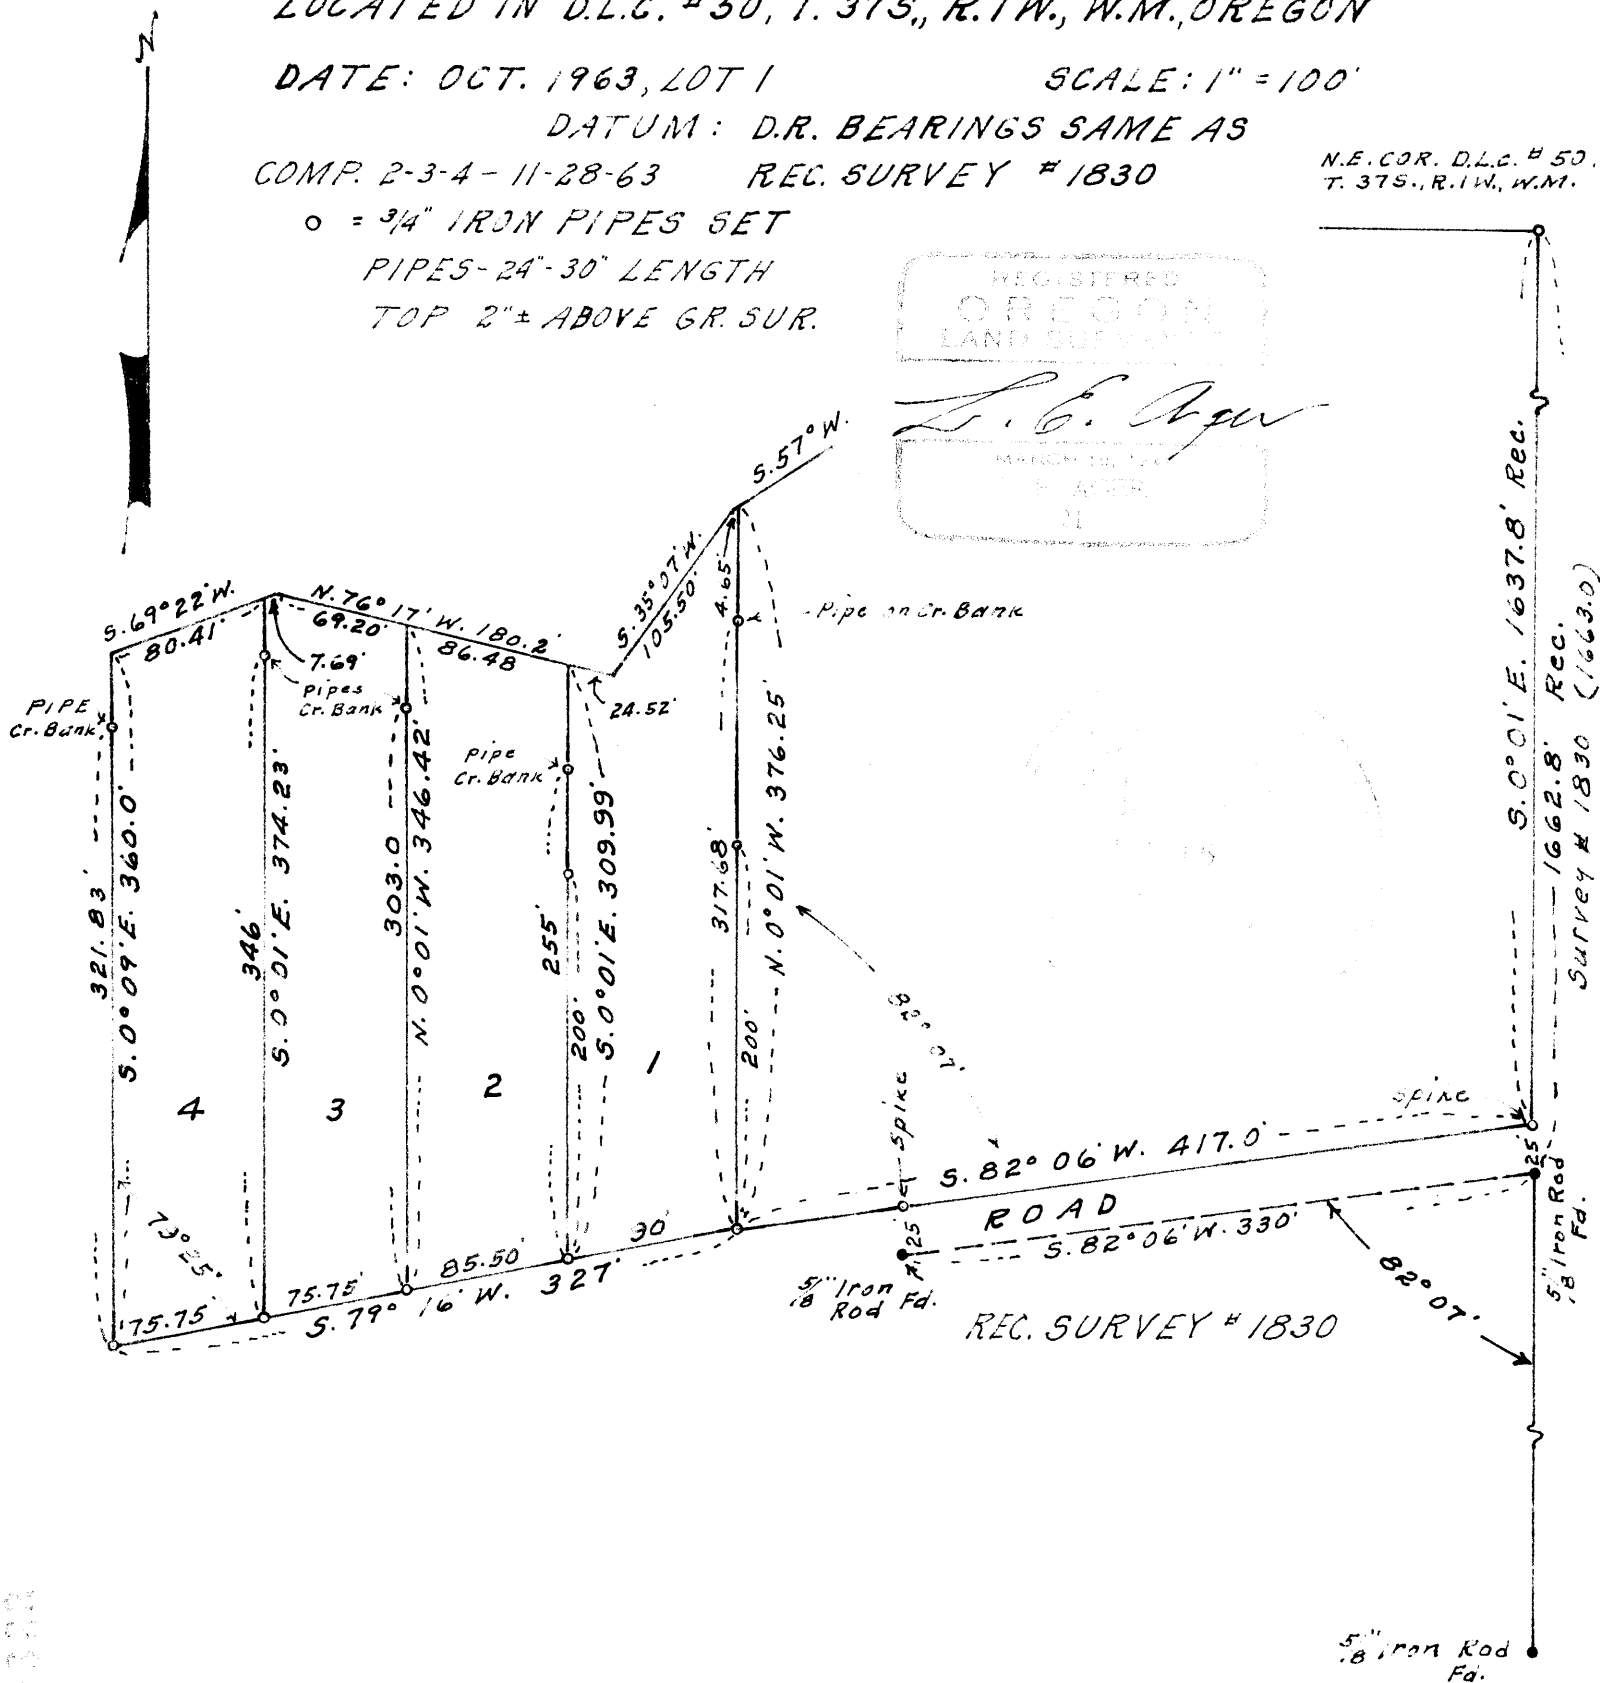 LOCATED IN D.L.C. #50, T. 37S., R.1W., W.M., OREGON
DATE: OCT. 1963, LOT 1
SCALE: 1" = 100'
DATUM: D.R. BEARINGS SAME AS
COMP. 2-3-4 - 11-28-63
REC. SURVEY #1830
N.E. COR. D.L.C. #50.
T. 37S., R.1W., W.M.
o = 3/4" IRON PIPES SET
PIPES- 24"-30" LENGTH
TOP 2"± ABOVE GR. SUR.
REGISTERED
OREGON
LAND SURVEYOR
L. E. Ager
S.57° W.
S.35°07' W.
105.50'
4.65'
Pipe on Cr. Bank
S.69°22' W.
80.41'
N.76°17' W. 180.2'
69.20'
86.48
7.69'
Pipes
Cr. Bank
24.52'
PIPE
Cr. Bank
Pipe
Cr. Bank
321.83'
S.0°09' E. 360.0'
346'
S.0°01' E. 374.23'
303.0
N.0°01' W. 346.42'
255'
200'
S.0°01' E. 309.99'
317.68'
200'
N.0°01' W. 376.25'
S.0°01' E. 1637.8' Rec.
1662.8' Rec.
Survey #1830 (1663.0)
4
3
2
1
Spike
Spike
S.82°06' W. 417.0'
ROAD
S.82°06' W. 330'
25'
25'
5/8" Iron Rod
Fd.
5/8" Iron
Rod Fd.
82°07'
REC. SURVEY #1830
79°25'
75.75'
75.75'
85.50'
90'
S.79°16' W. 327'
5/8" Iron Rod
Fd.